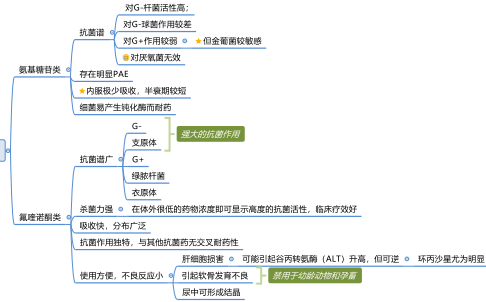 氨基糖苷类
抗菌谱
对G-杆菌活性高；
对G-球菌作用较差
对G+作用较弱
但金葡菌较敏感
对厌氧菌无效
存在明显PAE
内服极少吸收，半衰期较短
细菌易产生钝化酶而耐药
氟喹诺酮类
抗菌谱广
G-
支原体
强大的抗菌作用
G+
绿脓杆菌
衣原体
杀菌力强
在体外很低的药物浓度即可显示高度的抗菌活性，临床疗效好
吸收快，分布广泛
抗菌作用独特，与其他抗菌药无交叉耐药性
使用方便，不良反应小
肝细胞损害
可能引起谷丙转氨酶（ALT）升高，但可逆
环丙沙星尤为明显
引起软骨发育不良
禁用于幼龄动物和孕畜
尿中可形成结晶